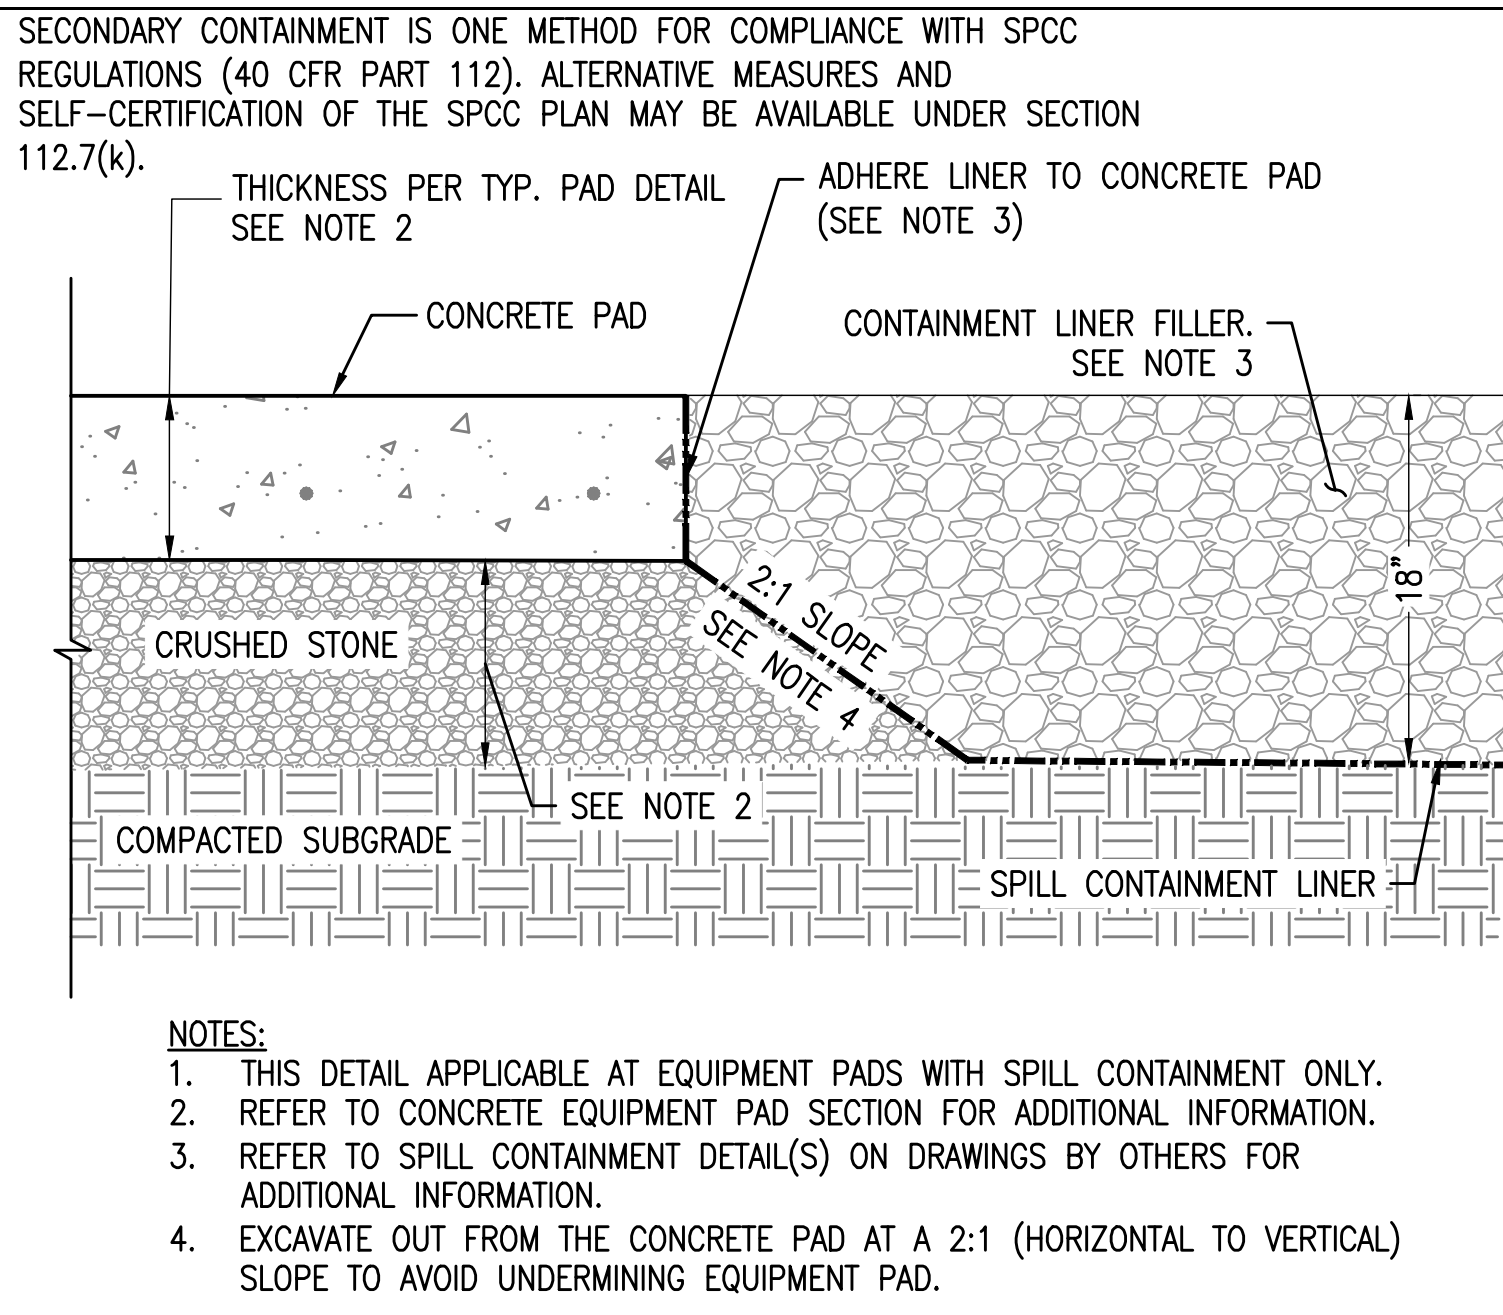 SECONDARY CONTAINMENT IS ONE METHOD FOR COMPLIANCE WITH SPCC
REGULATIONS (40 CFR PART 112). ALTERNATIVE MEASURES AND
SELF-CERTIFICATION OF THE SPCC PLAN MAY BE AVAILABLE UNDER SECTION
112.7(k).
THICKNESS PER TYP. PAD DETAIL
SEE NOTE 2
ADHERE LINER TO CONCRETE PAD
(SEE NOTE 3)
CONCRETE PAD
CONTAINMENT LINER FILLER.
SEE NOTE 3
18"
2:1 SLOPE
SEE NOTE 4
CRUSHED STONE
SEE NOTE 2
COMPACTED SUBGRADE
SPILL CONTAINMENT LINER
NOTES:
1. THIS DETAIL APPLICABLE AT EQUIPMENT PADS WITH SPILL CONTAINMENT ONLY.
2. REFER TO CONCRETE EQUIPMENT PAD SECTION FOR ADDITIONAL INFORMATION.
3. REFER TO SPILL CONTAINMENT DETAIL(S) ON DRAWINGS BY OTHERS FOR
ADDITIONAL INFORMATION.
4. EXCAVATE OUT FROM THE CONCRETE PAD AT A 2:1 (HORIZONTAL TO VERTICAL)
SLOPE TO AVOID UNDERMINING EQUIPMENT PAD.